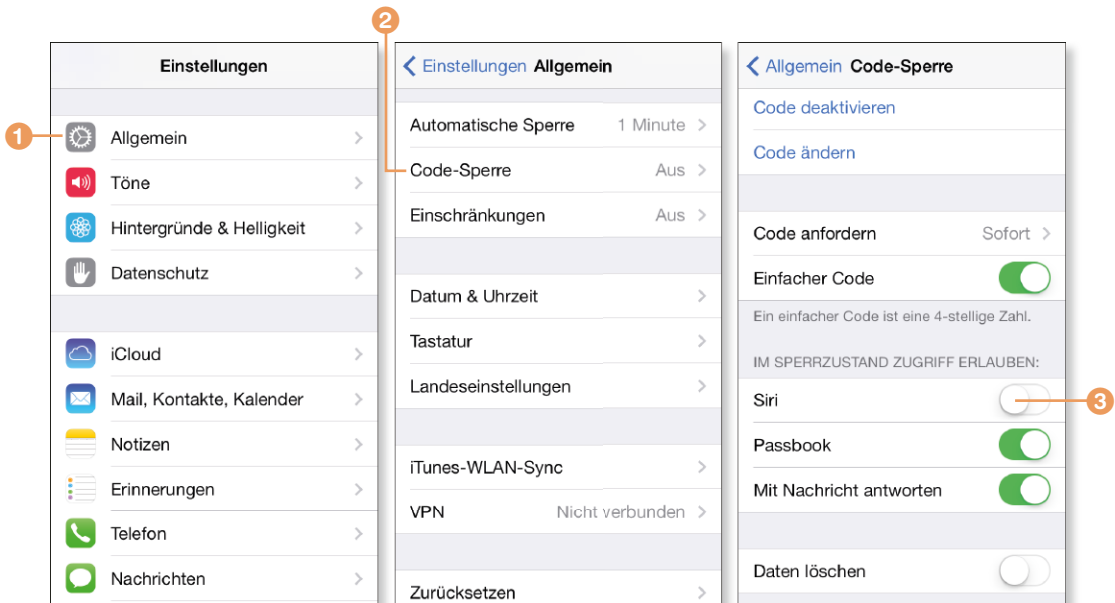 2
Einstellungen
1
Allgemein
Töne
Hintergründe & Helligkeit
Datenschutz
iCloud
Mail, Kontakte, Kalender
Notizen
Erinnerungen
Telefon
Nachrichten
Einstellungen Allgemein
Automatische Sperre 1 Minute
Code-Sperre Aus
Einschränkungen Aus
Datum & Uhrzeit
Tastatur
Landeseinstellungen
iTunes-WLAN-Sync
VPN Nicht verbunden
Zurücksetzen
Allgemein Code-Sperre
Code deaktivieren
Code ändern
Code anfordern Sofort
Einfacher Code
Ein einfacher Code ist eine 4-stellige Zahl.
IM SPERRZUSTAND ZUGRIFF ERLAUBEN:
Siri
3
Passbook
Mit Nachricht antworten
Daten löschen